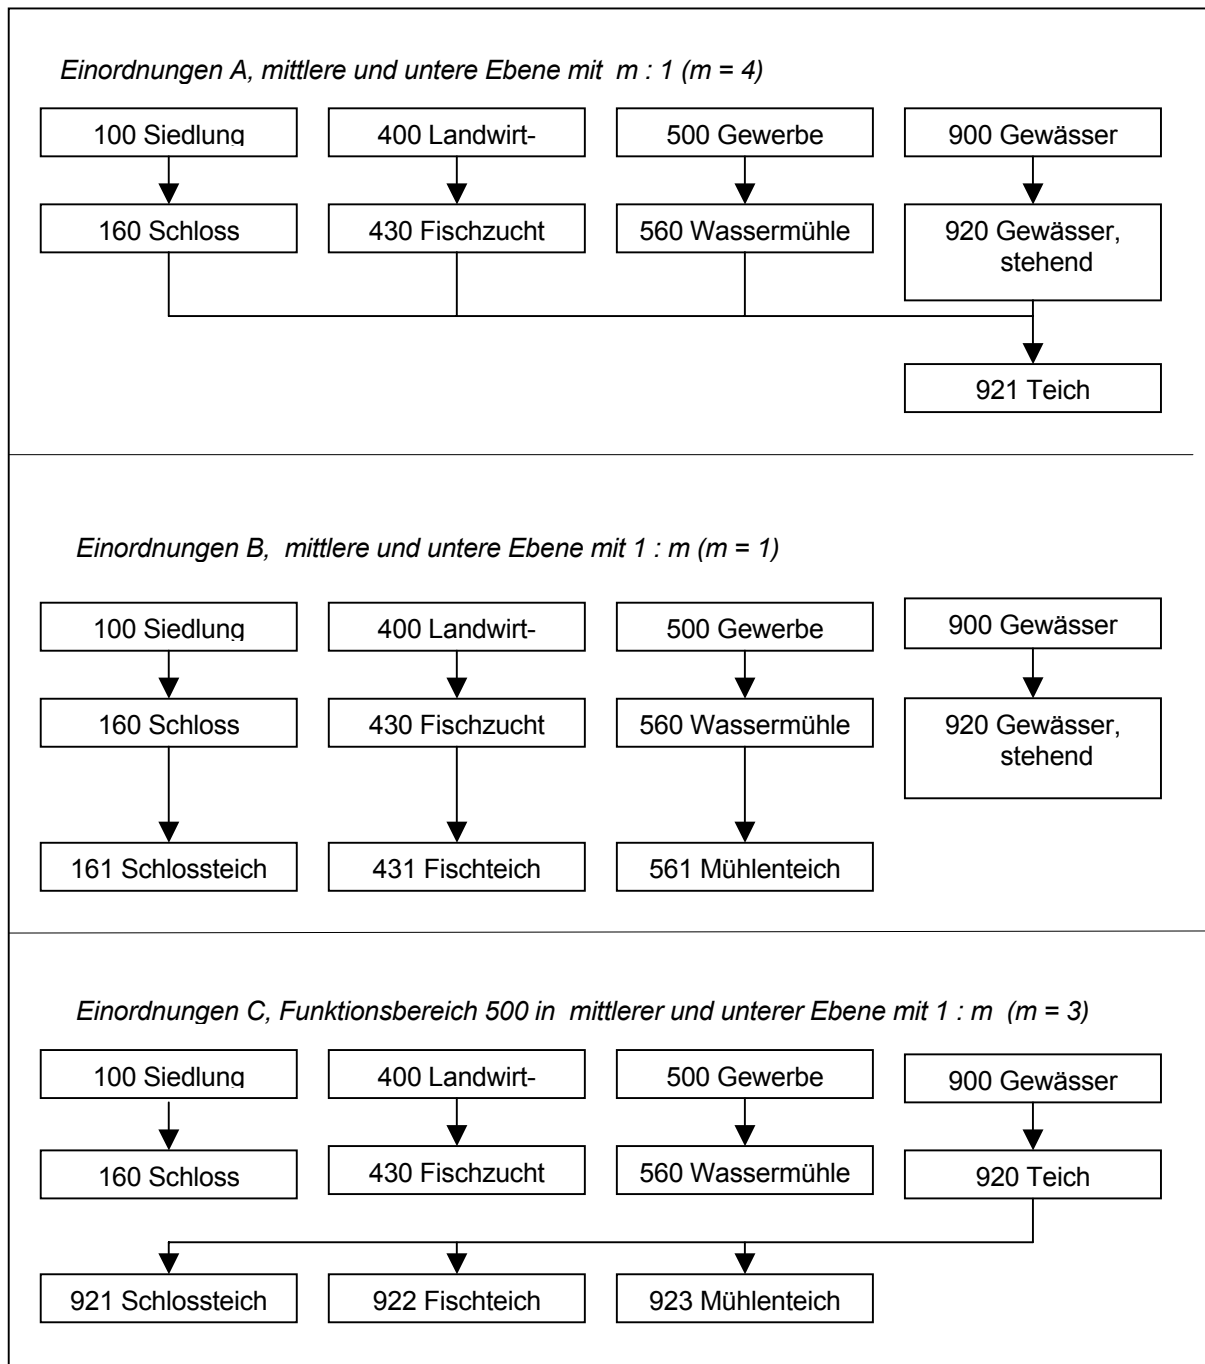 Einordnungen A, mittlere und untere Ebene mit m : 1 (m = 4)
100 Siedlung
400 Landwirt-
500 Gewerbe
900 Gewässer
160 Schloss
430 Fischzucht
560 Wassermühle
920 Gewässer,
stehend
921 Teich
Einordnungen B, mittlere und untere Ebene mit 1 : m (m = 1)
100 Siedlung
400 Landwirt-
500 Gewerbe
900 Gewässer
160 Schloss
430 Fischzucht
560 Wassermühle
920 Gewässer,
stehend
161 Schlossteich
431 Fischteich
561 Mühlenteich
Einordnungen C, Funktionsbereich 500 in mittlerer und unterer Ebene mit 1 : m (m = 3)
100 Siedlung
400 Landwirt-
500 Gewerbe
900 Gewässer
160 Schloss
430 Fischzucht
560 Wassermühle
920 Teich
921 Schlossteich
922 Fischteich
923 Mühlenteich